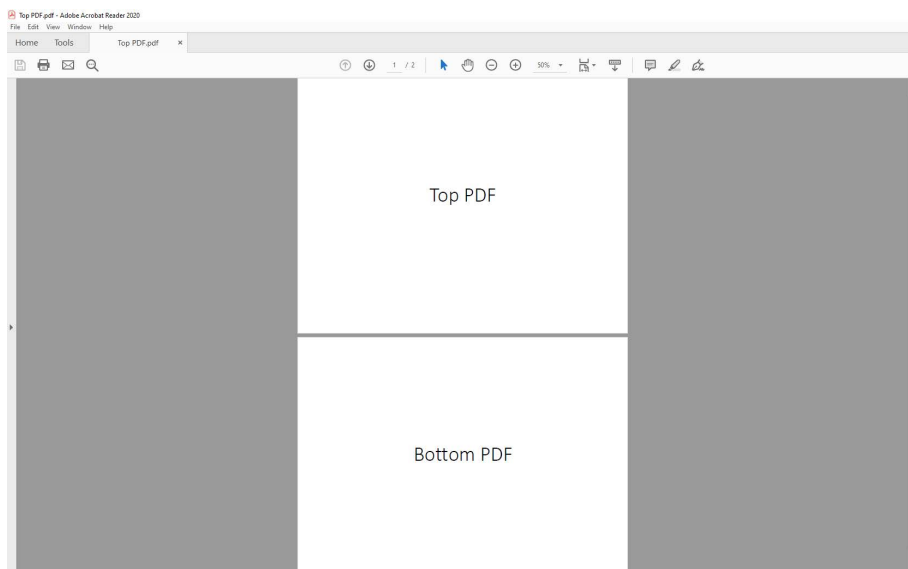 Top PDF.pdf - Adobe Acrobat Reader 2020
File Edit View Window Help
Home Tools Top PDF.pdf ×
1 / 2 50%
Top PDF
Bottom PDF